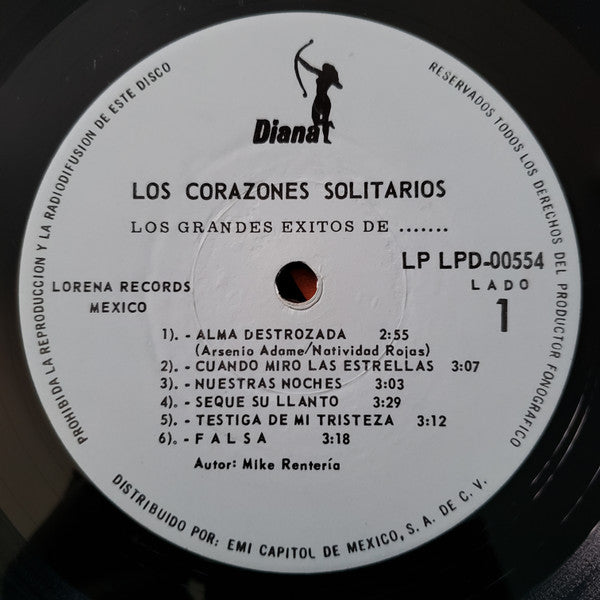 Diana
LOS CORAZONES SOLITARIOS
LOS GRANDES EXITOS DE .......
LP LPD-00554
LORENA RECORDS
MEXICO
LADO
1
1). - ALMA DESTROZADA 2:55
(Arsenio Adame/Natividad Rojas)
2). - CUANDO MIRO LAS ESTRELLAS 3:07
3). - NUESTRAS NOCHES 3:03
4). - SEQUE SU LLANTO 3:29
5). - TESTIGA DE MI TRISTEZA 3:12
6). - FALSA 3:18
Autor: Mike Rentería
PROHIBIDA LA REPRODUCCION Y LA RADIODIFUSION DE ESTE DISCO
RESERVADOS TODOS LOS DERECHOS DEL PRODUCTOR FONOGRAFICO
DISTRIBUIDO POR: EMI CAPITOL DE MEXICO, S. A. DE C. V.